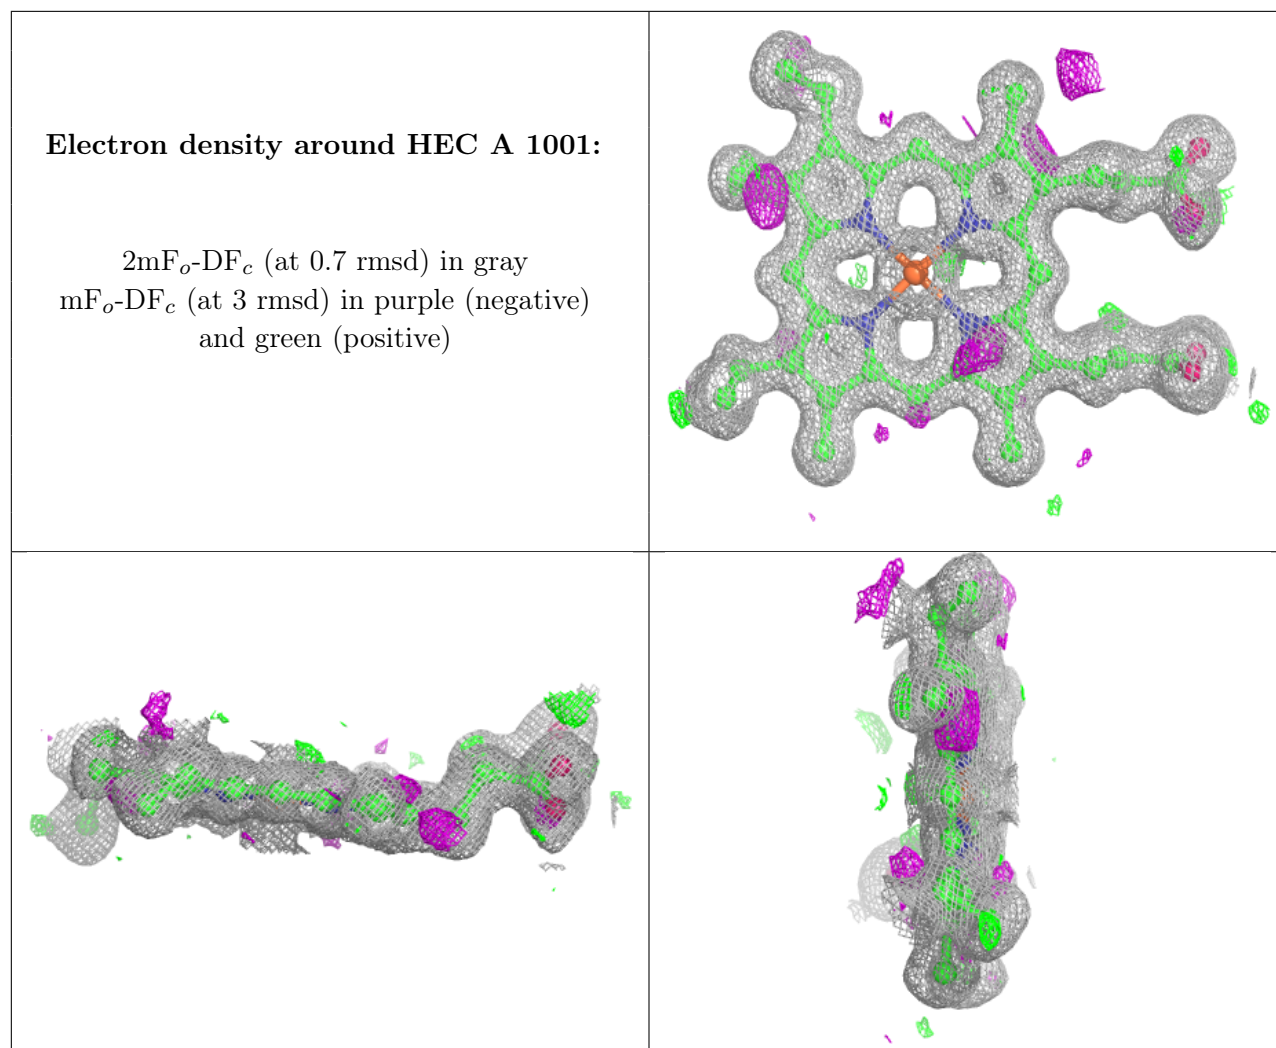 Electron density around HEC A 1001:
2mFo-DFc (at 0.7 rmsd) in gray
mFo-DFc (at 3 rmsd) in purple (negative)
and green (positive)